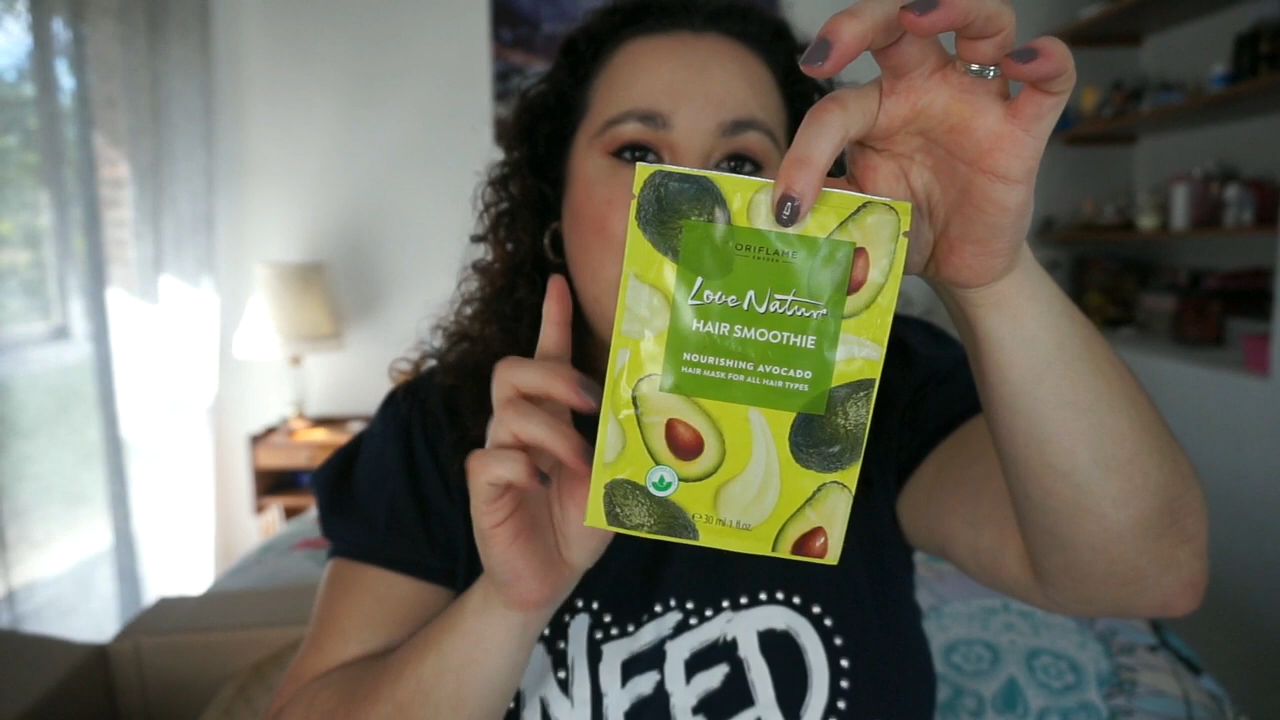 ORIFLAME
SWEDEN
Love Nature
HAIR SMOOTHIE
NOURISHING AVOCADO
HAIR MASK FOR ALL HAIR TYPES
℮30 ml 1 fl.oz.
NEED